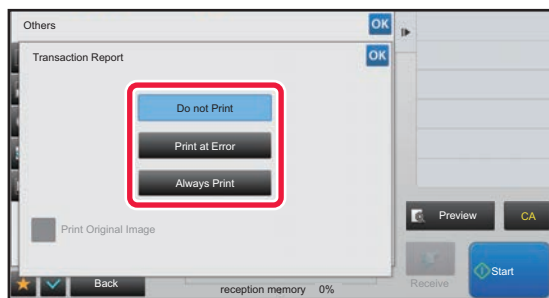 Others
OK
Transaction Report
OK
Do not Print
Print at Error
Always Print
Print Original Image
Preview
CA
Back
reception memory 0%
Receive
Start